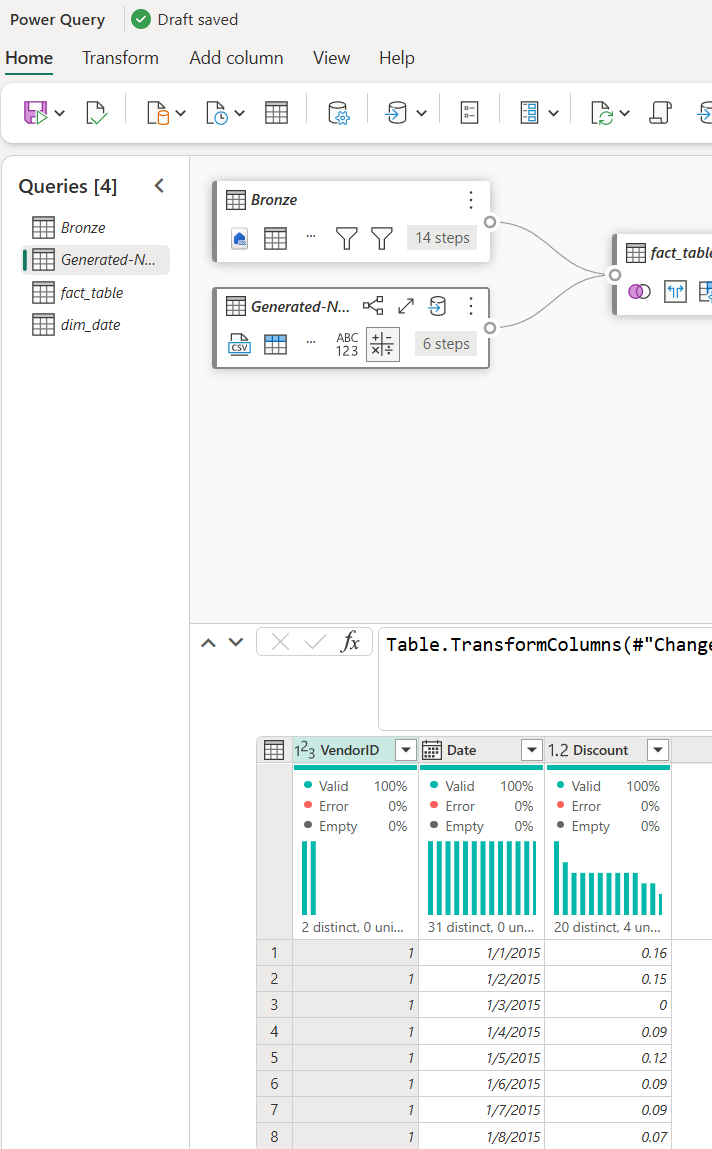 Power Query Draft saved
Home Transform Add column View Help
Queries [4]
Bronze
Generated-N...
fact_table
dim_date
Bronze
... 14 steps
Generated-N...
CSV ... ABC 123 6 steps
fact_table
fx Table.TransformColumns(#"Change
1 2 3 VendorID Date 1.2 Discount
Valid 100% Valid 100% Valid 100%
Error 0% Error 0% Error 0%
Empty 0% Empty 0% Empty 0%
2 distinct, 0 uni... 31 distinct, 0 un... 20 distinct, 4 un...
1 1 1/1/2015 0.16
2 1 1/2/2015 0.15
3 1 1/3/2015 0
4 1 1/4/2015 0.09
5 1 1/5/2015 0.12
6 1 1/6/2015 0.09
7 1 1/7/2015 0.09
8 1 1/8/2015 0.07